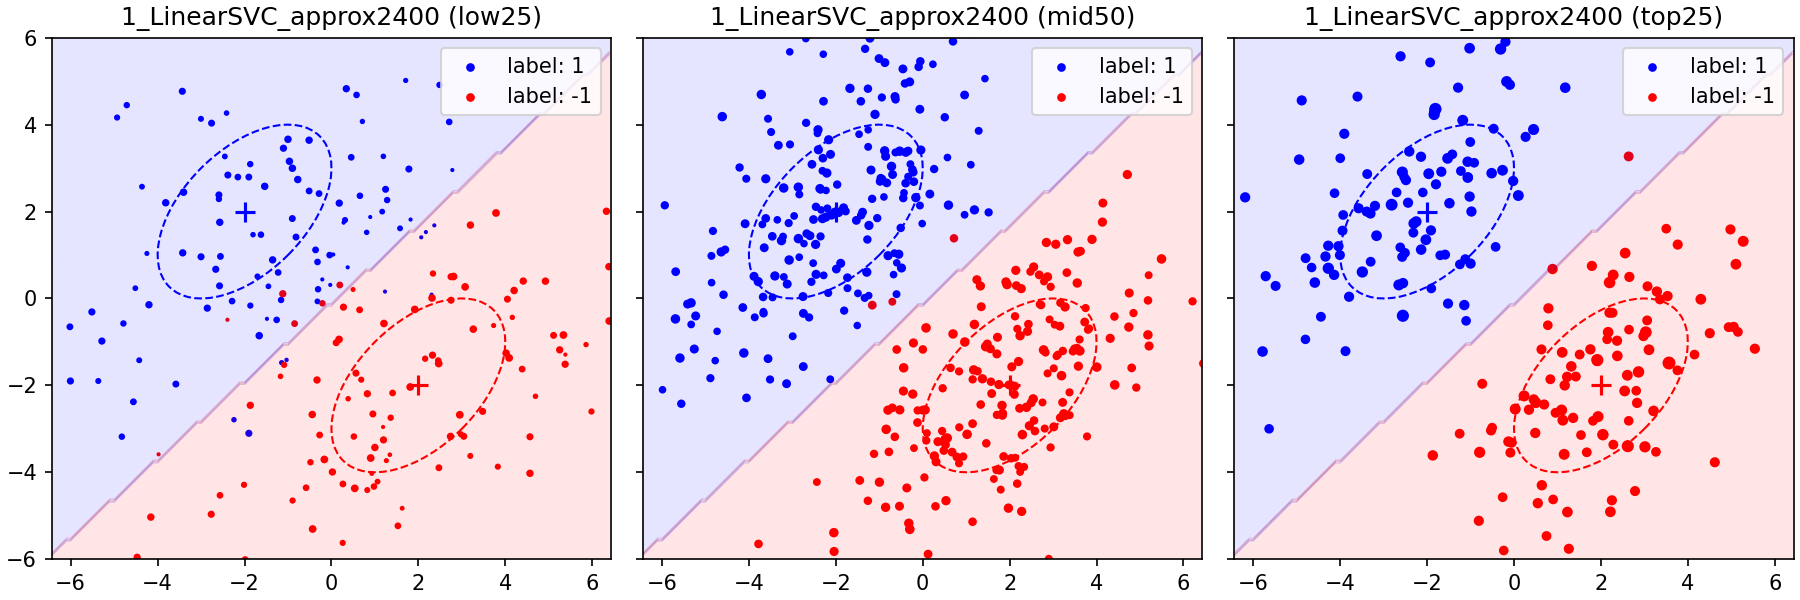 1_LinearSVC_approx2400 (low25)
label: 1
label: -1
6
4
2
0
−2
−4
−6
−6 −4 −2 0 2 4 6
1_LinearSVC_approx2400 (mid50)
label: 1
label: -1
−6 −4 −2 0 2 4 6
1_LinearSVC_approx2400 (top25)
label: 1
label: -1
−6 −4 −2 0 2 4 6